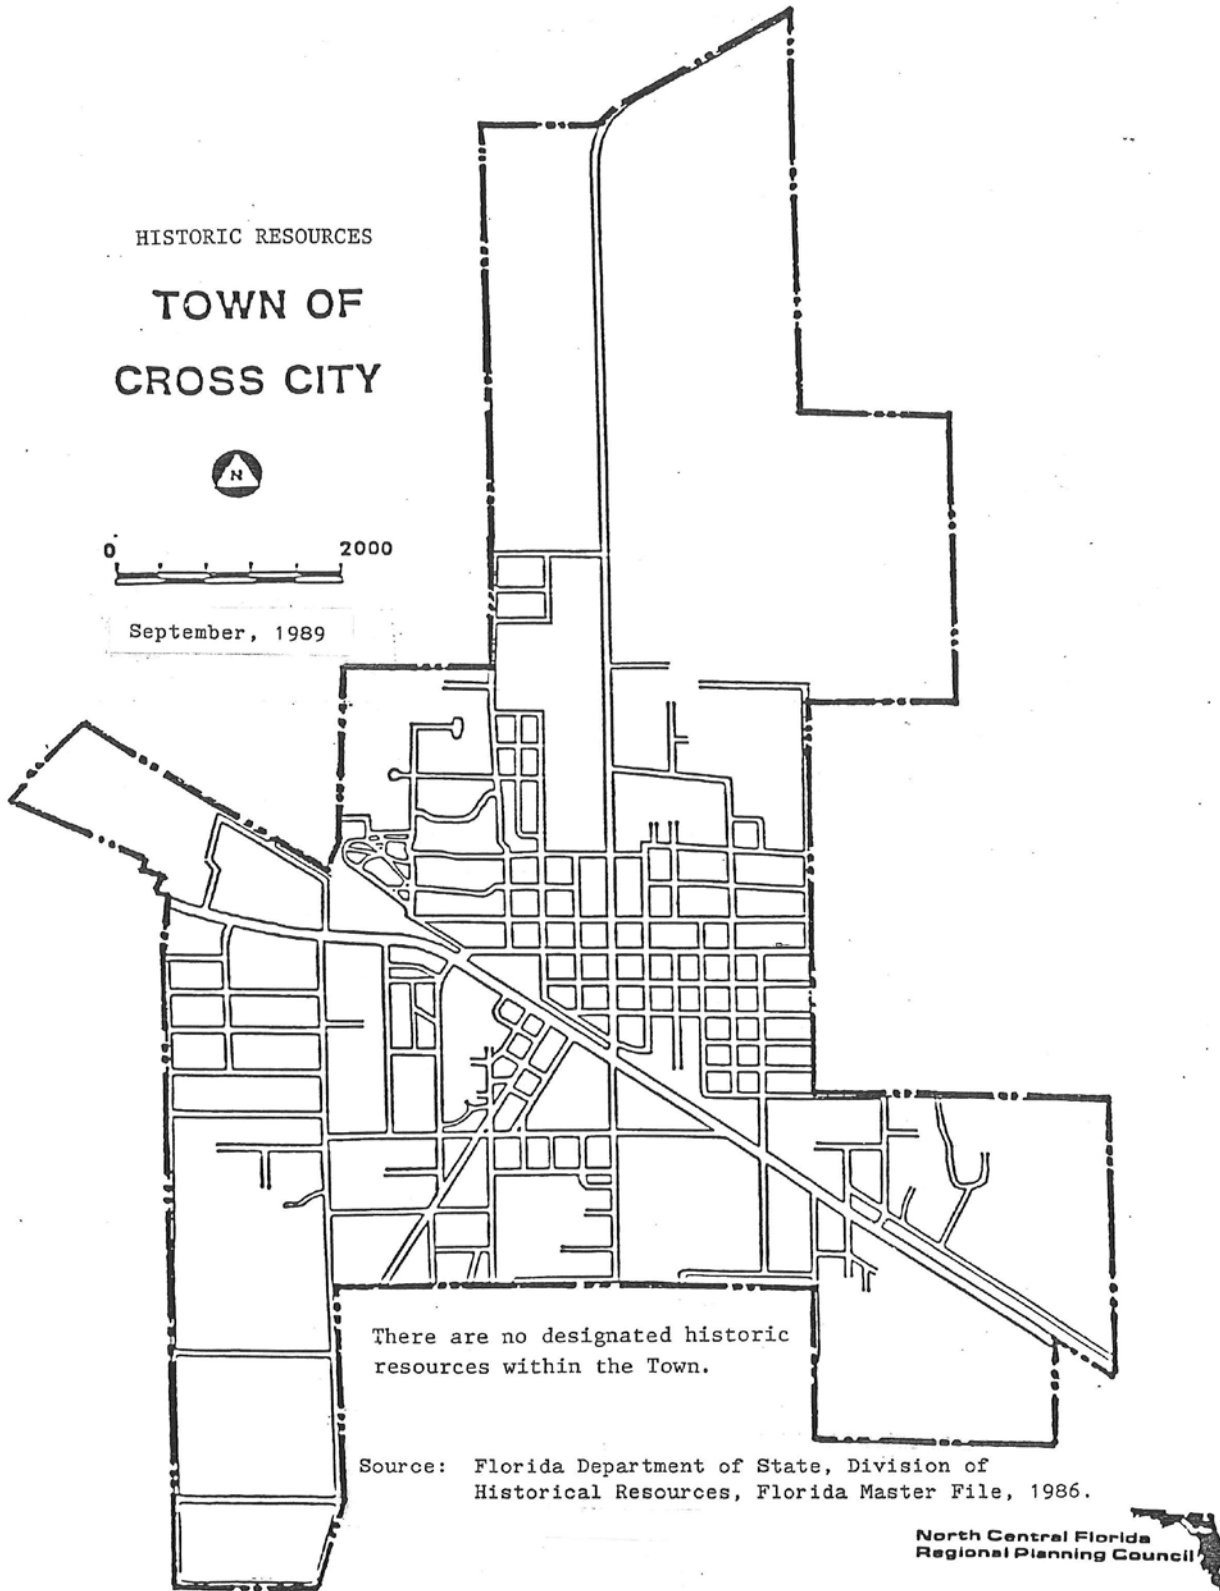 HISTORIC RESOURCES
TOWN OF
CROSS CITY
N
0 2000
September, 1989
There are no designated historic
resources within the Town.
Source: Florida Department of State, Division of
Historical Resources, Florida Master File, 1986.
North Central Florida
Regional Planning Council